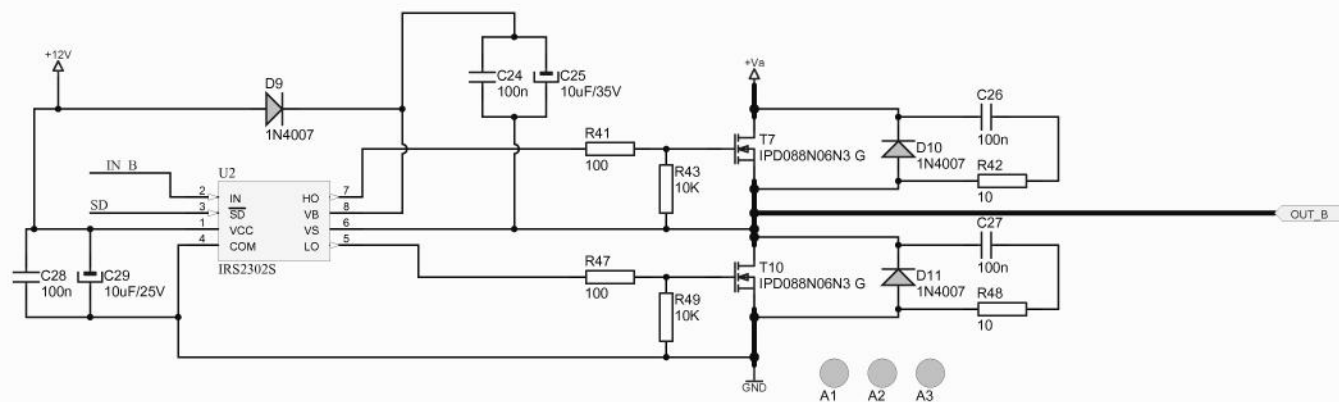 +12V
D9
1N4007
C24
100n
C25
10uF/35V
+Va
C26
100n
R41
100
T7
IPD088N06N3 G
D10
1N4007
R42
10
R43
10K
IN_B
SD
U2
2 IN HO 7
3 SD VB 8
1 VCC VS 6
4 COM LO 5
IRS2302S
OUT_B
C28
100n
C29
10uF/25V
R47
100
T10
IPD088N06N3 G
C27
100n
D11
1N4007
R48
10
R49
10K
GND
A1 A2 A3